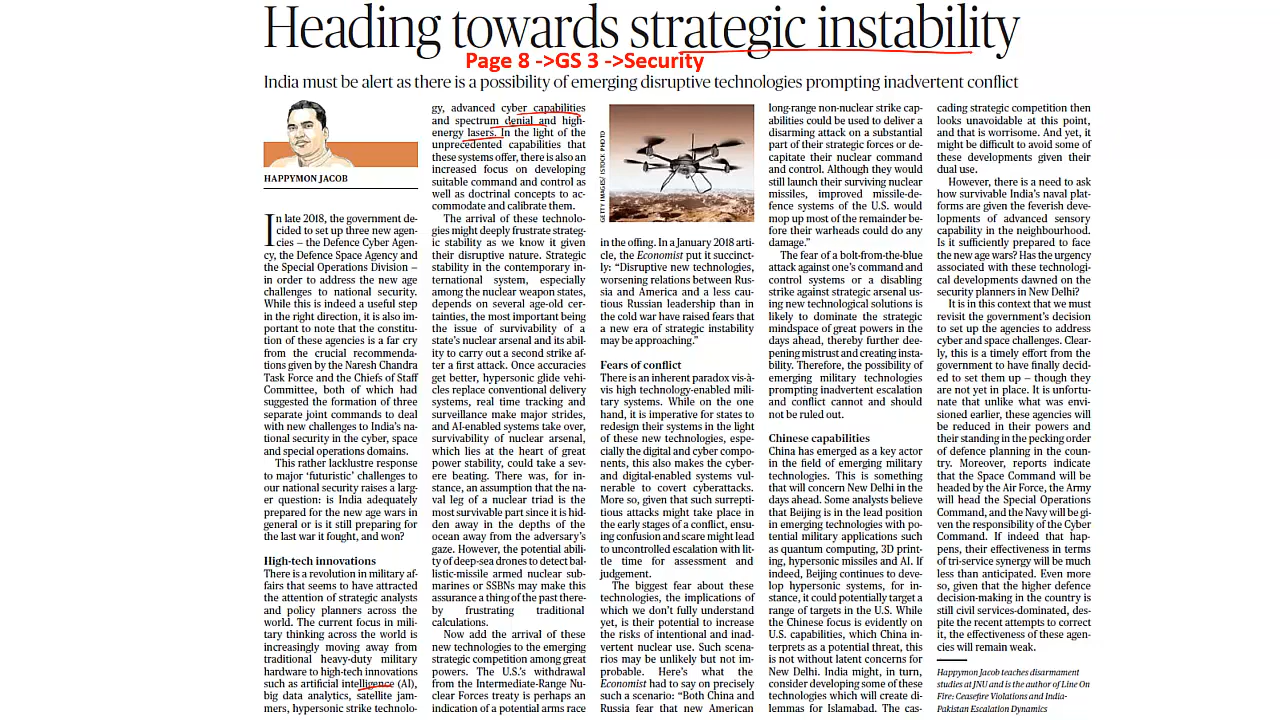 Heading towards strategic instability
Page 8 ->GS 3 ->Security
India must be alert as there is a possibility of emerging disruptive technologies prompting inadvertent conflict
HAPPYMON JACOB
In late 2018, the government de-
cided to set up three new agen-
cies – the Defence Cyber Agen-
cy, the Defence Space Agency and
the Special Operations Division –
in order to address the new age
challenges to national security.
While this is indeed a useful step
in the right direction, it is also im-
portant to note that the constitu-
tion of these agencies is a far cry
from the crucial recommenda-
tions given by the Naresh Chandra
Task Force and the Chiefs of Staff
Committee, both of which had
suggested the formation of three
separate joint commands to deal
with new challenges to India's na-
tional security in the cyber, space
and special operations domains.
This rather lacklustre response
to major 'futuristic' challenges to
our national security raises a larg-
er question: is India adequately
prepared for the new age wars in
general or is it still preparing for
the last war it fought, and won?
High-tech innovations
There is a revolution in military af-
fairs that seems to have attracted
the attention of strategic analysts
and policy planners across the
world. The current focus in mili-
tary thinking across the world is
increasingly moving away from
traditional heavy-duty military
hardware to high-tech innovations
such as artificial intelligence (AI),
big data analytics, satellite jam-
mers, hypersonic strike technolo-
gy, advanced cyber capabilities
and spectrum denial and high-
energy lasers. In the light of the
unprecedented capabilities that
these systems offer, there is also an
increased focus on developing
suitable command and control as
well as doctrinal concepts to ac-
commodate and calibrate them.
The arrival of these technolo-
gies might deeply frustrate strateg-
ic stability as we know it given
their disruptive nature. Strategic
stability in the contemporary in-
ternational system, especially
among the nuclear weapon states,
depends on several age-old cer-
tainties, the most important being
the issue of survivability of a
state's nuclear arsenal and its abil-
ity to carry out a second strike af-
ter a first attack. Once accuracies
get better, hypersonic glide vehi-
cles replace conventional delivery
systems, real time tracking and
surveillance make major strides,
and AI-enabled systems take over,
survivability of nuclear arsenal,
which lies at the heart of great
power stability, could take a sev-
ere beating. There was, for in-
stance, an assumption that the na-
val leg of a nuclear triad is the
most survivable part since it is hid-
den away in the depths of the
ocean away from the adversary's
gaze. However, the potential abili-
ty of deep-sea drones to detect bal-
listic-missile armed nuclear sub-
marines or SSBNs may make this
assurance a thing of the past there-
by frustrating traditional
calculations.
Now add the arrival of these
new technologies to the emerging
strategic competition among great
powers. The U.S.'s withdrawal
from the Intermediate-Range Nu-
clear Forces treaty is perhaps an
indication of a potential arms race
GETTY IMAGES/ ISTOCK PHOTO
in the offing. In a January 2018 arti-
cle, the Economist put it succinct-
ly: “Disruptive new technologies,
worsening relations between Rus-
sia and America and a less cau-
tious Russian leadership than in
the cold war have raised fears that
a new era of strategic instability
may be approaching.”
Fears of conflict
There is an inherent paradox vis-à-
vis high technology-enabled mili-
tary systems. While on the one
hand, it is imperative for states to
redesign their systems in the light
of these new technologies, espe-
cially the digital and cyber compo-
nents, this also makes the cyber-
and digital-enabled systems vul-
nerable to covert cyberattacks.
More so, given that such surrepti-
tious attacks might take place in
the early stages of a conflict, ensu-
ing confusion and scare might lead
to uncontrolled escalation with lit-
tle time for assessment and
judgement.
The biggest fear about these
technologies, the implications of
which we don't fully understand
yet, is their potential to increase
the risks of intentional and inad-
vertent nuclear use. Such scena-
rios may be unlikely but not im-
probable. Here's what the
Economist had to say on precisely
such a scenario: “Both China and
Russia fear that new American
long-range non-nuclear strike cap-
abilities could be used to deliver a
disarming attack on a substantial
part of their strategic forces or de-
capitate their nuclear command
and control. Although they would
still launch their surviving nuclear
missiles, improved missile-de-
fence systems of the U.S. would
mop up most of the remainder be-
fore their warheads could do any
damage.”
The fear of a bolt-from-the-blue
attack against one's command and
control systems or a disabling
strike against strategic arsenal us-
ing new technological solutions is
likely to dominate the strategic
mindspace of great powers in the
days ahead, thereby further dee-
pening mistrust and creating insta-
bility. Therefore, the possibility of
emerging military technologies
prompting inadvertent escalation
and conflict cannot and should
not be ruled out.
Chinese capabilities
China has emerged as a key actor
in the field of emerging military
technologies. This is something
that will concern New Delhi in the
days ahead. Some analysts believe
that Beijing is in the lead position
in emerging technologies with po-
tential military applications such
as quantum computing, 3D print-
ing, hypersonic missiles and AI. If
indeed, Beijing continues to deve-
lop hypersonic systems, for in-
stance, it could potentially target a
range of targets in the U.S. While
the Chinese focus is evidently on
U.S. capabilities, which China in-
terprets as a potential threat, this
is not without latent concerns for
New Delhi. India might, in turn,
consider developing some of these
technologies which will create di-
lemmas for Islamabad. The cas-
cading strategic competition then
looks unavoidable at this point,
and that is worrisome. And yet, it
might be difficult to avoid some of
these developments given their
dual use.
However, there is a need to ask
how survivable India's naval plat-
forms are given the feverish deve-
lopments of advanced sensory
capability in the neighbourhood.
Is it sufficiently prepared to face
the new age wars? Has the urgency
associated with these technologi-
cal developments dawned on the
security planners in New Delhi?
It is in this context that we must
revisit the government's decision
to set up the agencies to address
cyber and space challenges. Clear-
ly, this is a timely effort from the
government to have finally decid-
ed to set them up – though they
are not yet in place. It is unfortu-
nate that unlike what was envi-
sioned earlier, these agencies will
be reduced in their powers and
their standing in the pecking order
of defence planning in the coun-
try. Moreover, reports indicate
that the Space Command will be
headed by the Air Force, the Army
will head the Special Operations
Command, and the Navy will be gi-
ven the responsibility of the Cyber
Command. If indeed that hap-
pens, their effectiveness in terms
of tri-service synergy will be much
less than anticipated. Even more
so, given that the higher defence
decision-making in the country is
still civil services-dominated, des-
pite the recent attempts to correct
it, the effectiveness of these agen-
cies will remain weak.
Happymon Jacob teaches disarmament
studies at JNU and is the author of Line On
Fire: Ceasefire Violations and India-
Pakistan Escalation Dynamics